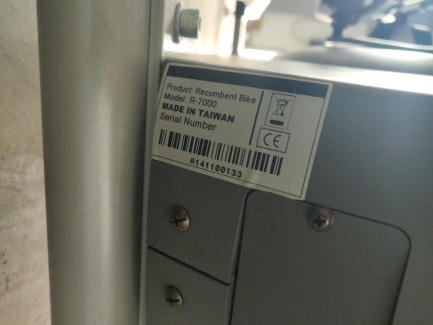 Product: Recumbent Bike
Model: R-7000
MADE IN TAIWAN
Serial Number
R141100133
CE